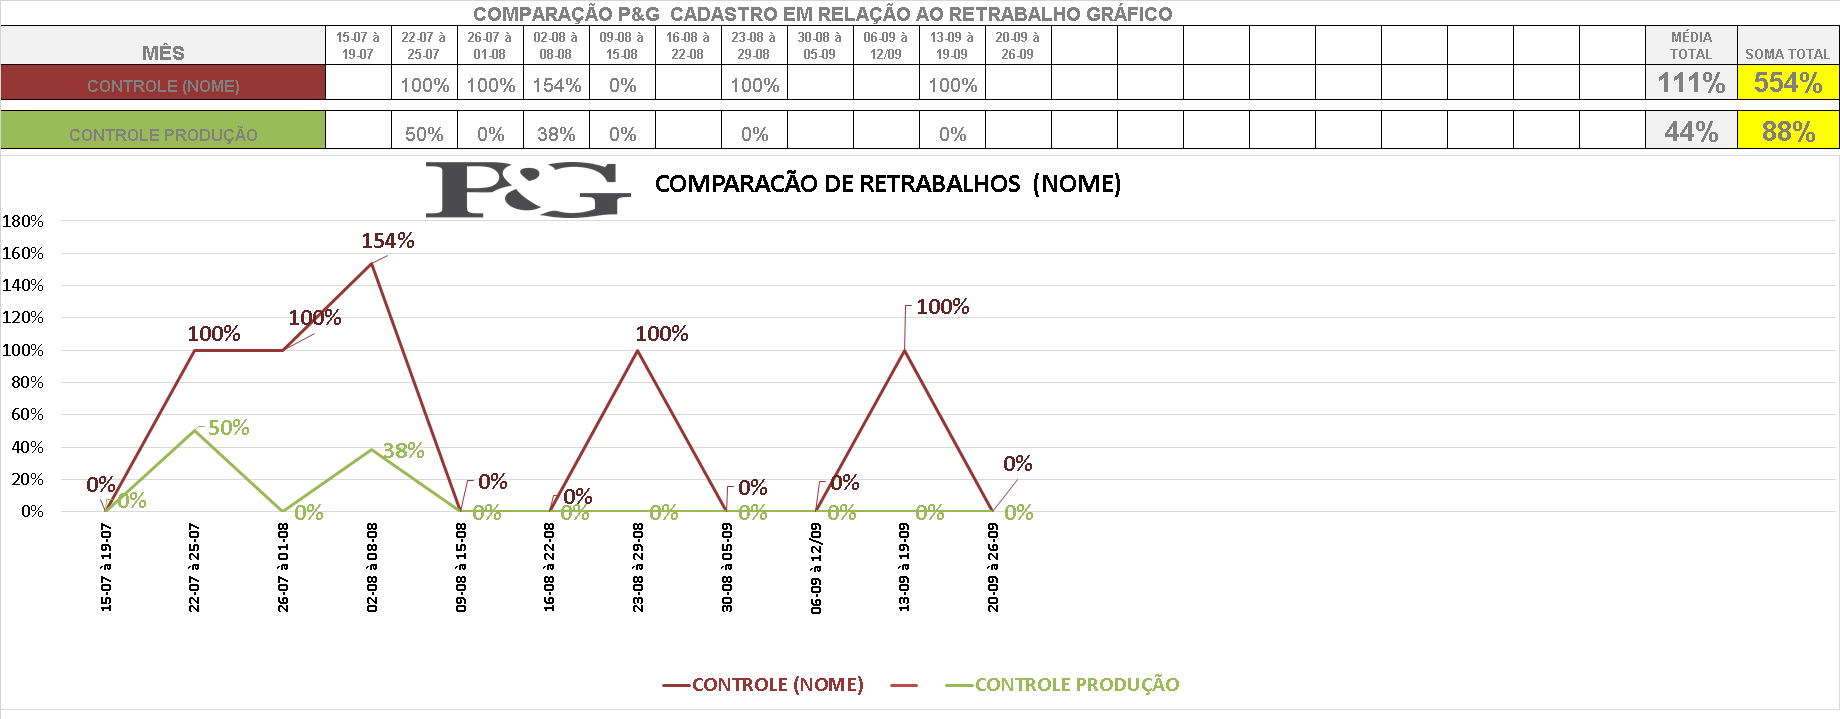 COMPARAÇÃO P&G CADASTRO EM RELAÇÃO AO RETRABALHO GRÁFICO
MÊS
15-07 à 19-07
22-07 à 25-07
26-07 à 01-08
02-08 à 08-08
09-08 à 15-08
16-08 à 22-08
23-08 à 29-08
30-08 à 05-09
06-09 à 12/09
13-09 à 19-09
20-09 à 26-09
MÉDIA TOTAL
SOMA TOTAL
CONTROLE (NOME) 100% 100% 154% 0% 100% 100% 111% 554%
CONTROLE PRODUÇÃO 50% 0% 38% 0% 0% 0% 44% 88%
P&G
COMPARACÃO DE RETRABALHOS (NOME)
180%
160%
140%
120%
100%
80%
60%
40%
20%
0%
0%
100%
100%
154%
0%
0%
100%
0%
0%
100%
0%
0%
50%
0%
38%
0%
0%
0%
0%
0%
0%
0%
15-07 à 19-07
22-07 à 25-07
26-07 à 01-08
02-08 à 08-08
09-08 à 15-08
16-08 à 22-08
23-08 à 29-08
30-08 à 05-09
06-09 à 12/09
13-09 à 19-09
20-09 à 26-09
CONTROLE (NOME)
CONTROLE PRODUÇÃO